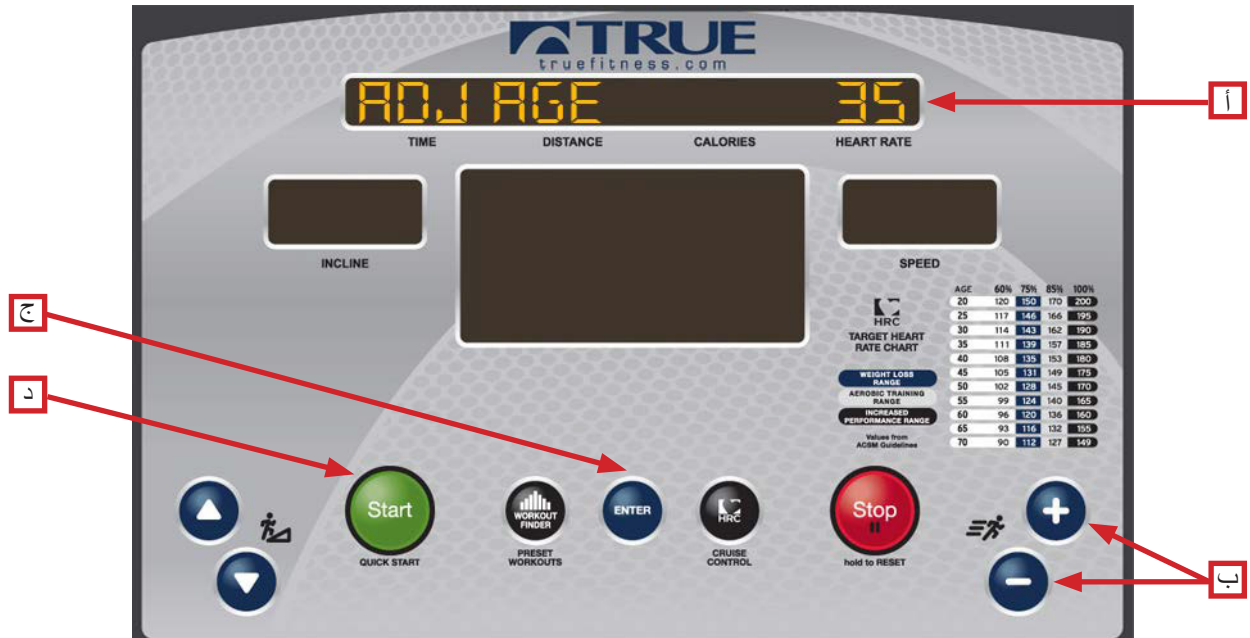 TRUE
truefitness.com
ADJ AGE 35
أ
TIME DISTANCE CALORIES HEART RATE
INCLINE
SPEED
ج
د
HRC
TARGET HEART
RATE CHART
WEIGHT LOSS
RANGE
AEROBIC TRAINING
RANGE
INCREASED
PERFORMANCE RANGE
Values from
ACSM Guidelines
AGE 60% 75% 85% 100%
20 120 150 170 200
25 117 146 166 195
30 114 143 162 190
35 111 139 157 185
40 108 135 153 180
45 105 131 149 175
50 102 128 145 170
55 99 124 140 165
60 96 120 136 160
65 93 116 132 155
70 90 112 127 149
Start
QUICK START
WORKOUT
FINDER
PRESET
WORKOUTS
ENTER
HRC
CRUISE
CONTROL
Stop
hold to RESET
ب